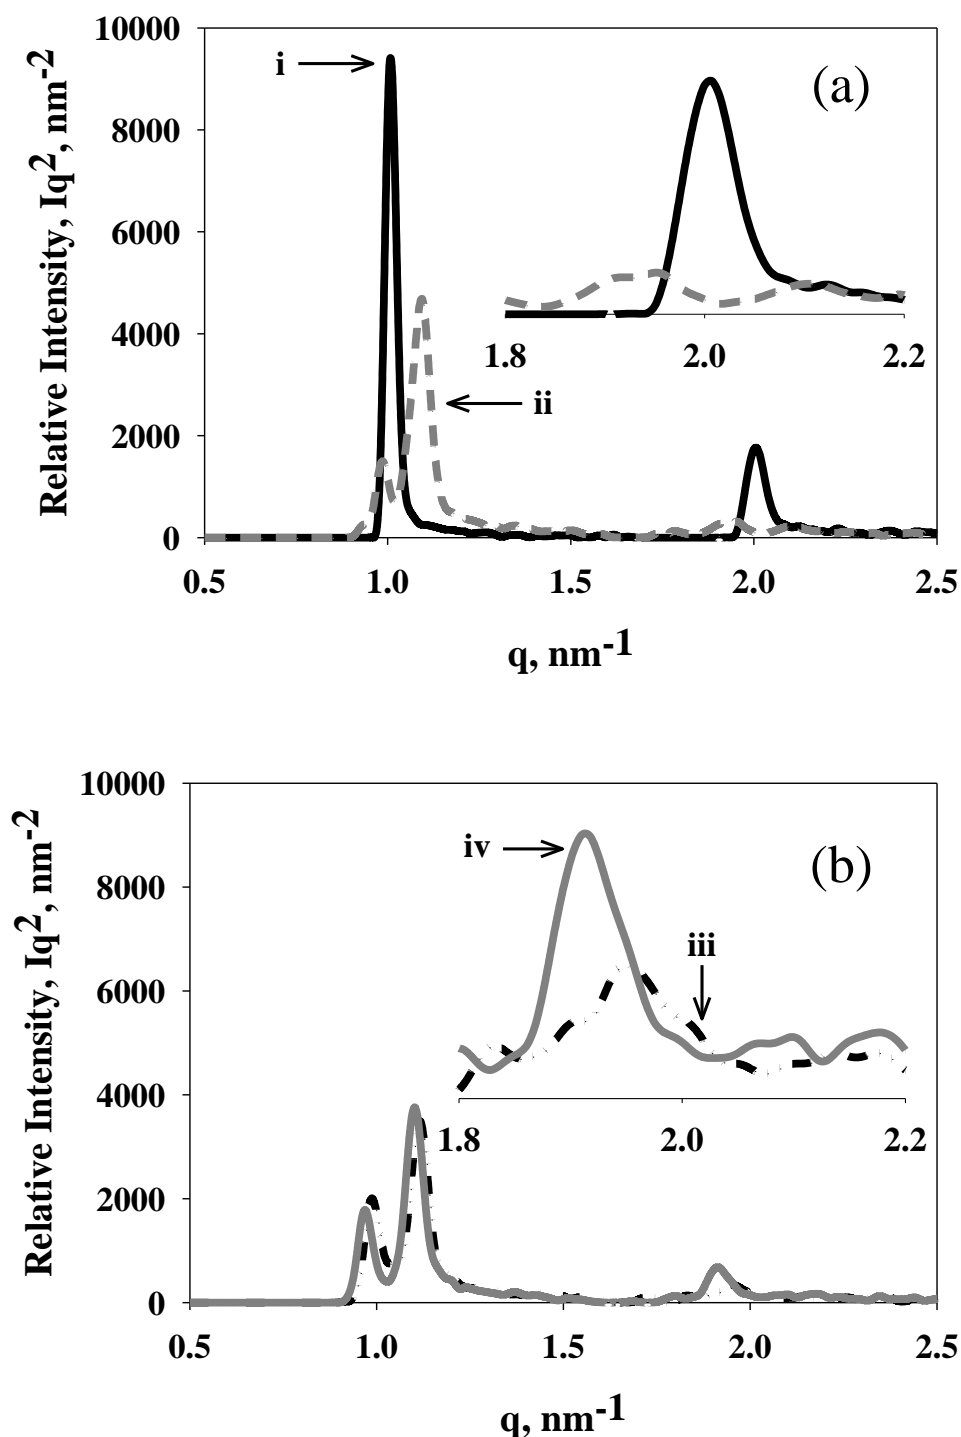 10000
8000
6000
4000
2000
0
Relative Intensity, Iq², nm⁻²
i
(a)
ii
1.8 2.0 2.2
0.5 1.0 1.5 2.0 2.5
q, nm⁻¹
10000
8000
6000
4000
2000
0
Relative Intensity, Iq², nm⁻²
iv
(b)
iii
1.8 2.0 2.2
0.5 1.0 1.5 2.0 2.5
q, nm⁻¹